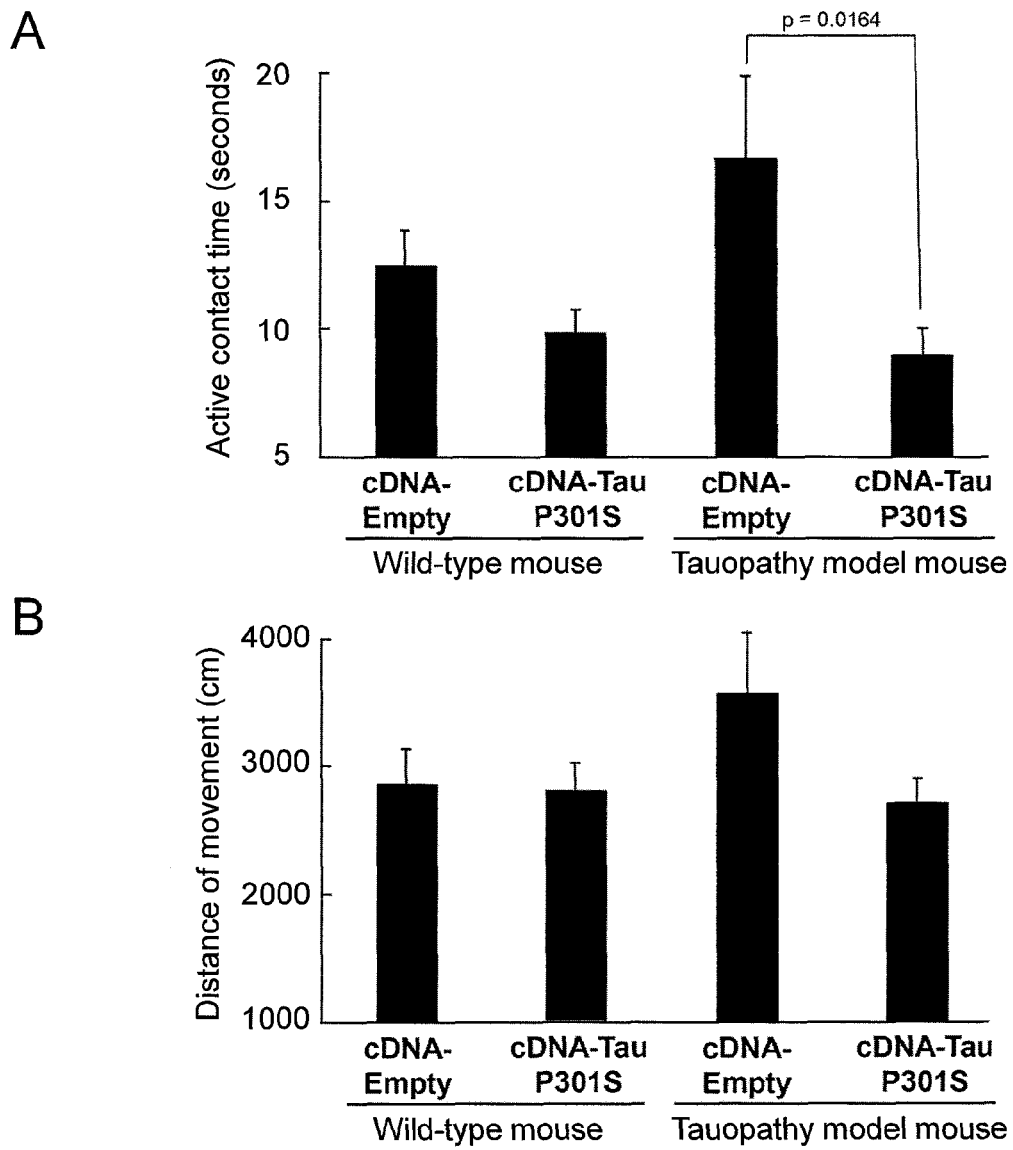 A
p = 0.0164
Active contact time (seconds)
20
15
10
5
cDNA- cDNA-Tau cDNA- cDNA-Tau
Empty P301S Empty P301S
Wild-type mouse Tauopathy model mouse
B
Distance of movement (cm)
4000
3000
2000
1000
cDNA- cDNA-Tau cDNA- cDNA-Tau
Empty P301S Empty P301S
Wild-type mouse Tauopathy model mouse